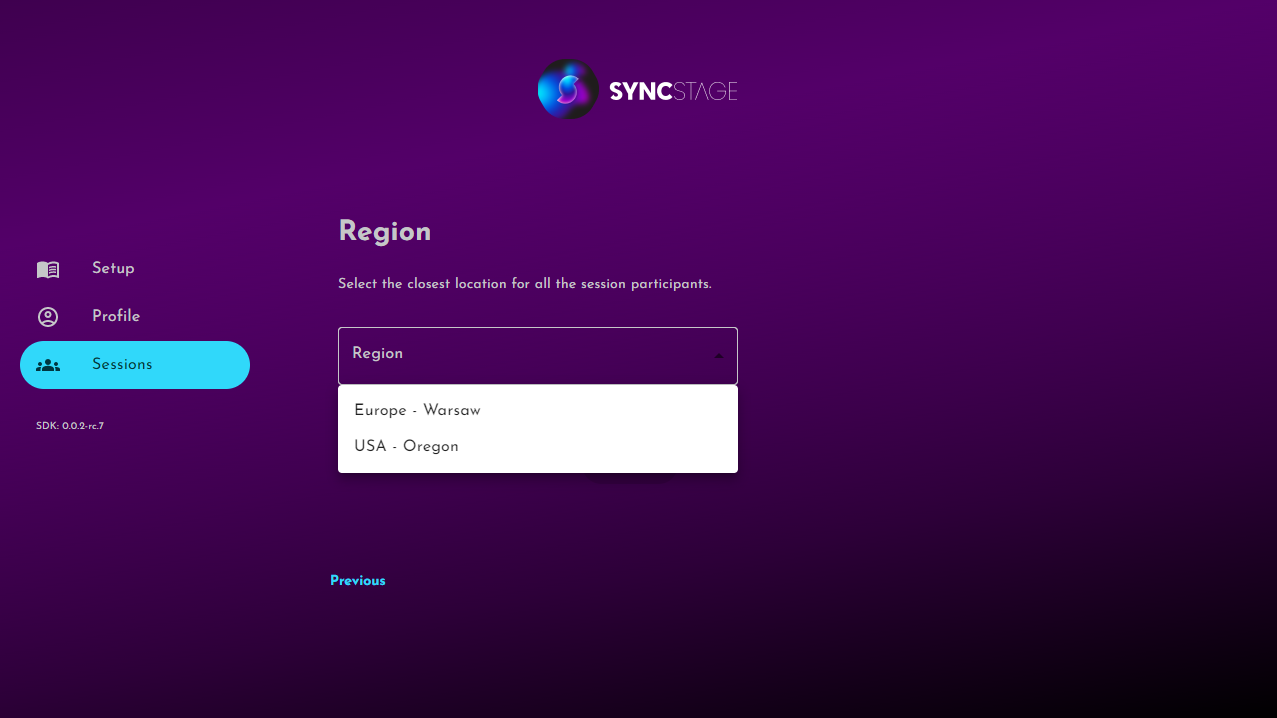 SYNCSTAGE
Region
Setup
Select the closest location for all the session participants.
Profile
Region
Sessions
Europe - Warsaw
SDK: 0.0.2-rc.7
USA - Oregon
Previous